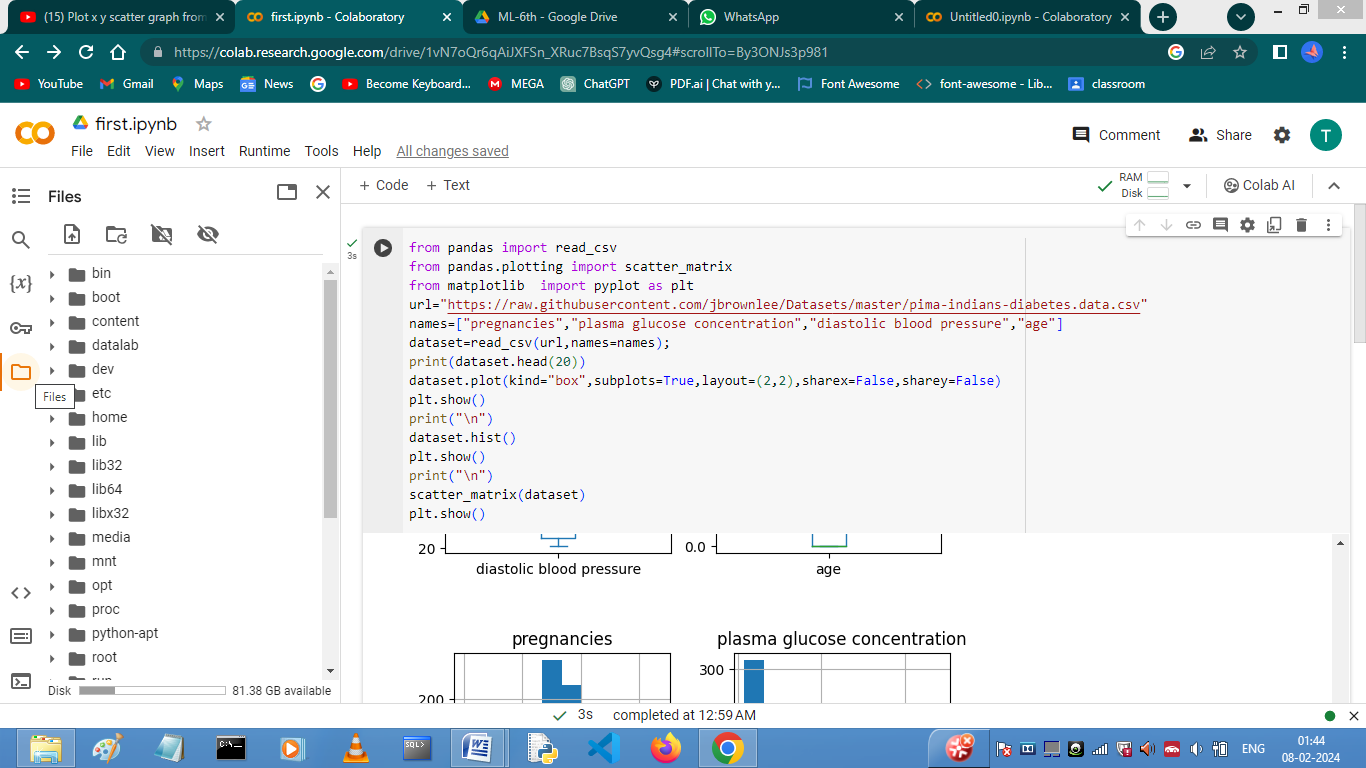 (15) Plot x y scatter graph from
first.ipynb - Colaboratory
ML-6th - Google Drive
WhatsApp
Untitled0.ipynb - Colaboratory
https://colab.research.google.com/drive/1vN7oQr6qAiJXFSn_XRuc7BsqS7yvQsg4#scrollTo=By3ONJs3p981
YouTube
Gmail
Maps
News
Become Keyboard...
MEGA
ChatGPT
PDF.ai | Chat with y...
Font Awesome
font-awesome - Lib...
classroom
first.ipynb
File Edit View Insert Runtime Tools Help All changes saved
Comment
Share
T
Files
+ Code + Text
RAM
Disk
Colab AI
bin
boot
content
datalab
dev
etc
Files
home
lib
lib32
lib64
libx32
media
mnt
opt
proc
python-apt
root
Disk
81.38 GB available
3s
from pandas import read_csv
from pandas.plotting import scatter_matrix
from matplotlib  import pyplot as plt
url="https://raw.githubusercontent.com/jbrownlee/Datasets/master/pima-indians-diabetes.data.csv"
names=["pregnancies","plasma glucose concentration","diastolic blood pressure","age"]
dataset=read_csv(url,names=names);
print(dataset.head(20))
dataset.plot(kind="box",subplots=True,layout=(2,2),sharex=False,sharey=False)
plt.show()
print("\n")
dataset.hist()
plt.show()
print("\n")
scatter_matrix(dataset)
plt.show()
20
0.0
diastolic blood pressure
age
pregnancies
plasma glucose concentration
200
300
3s completed at 12:59 AM
ENG
01:44
08-02-2024